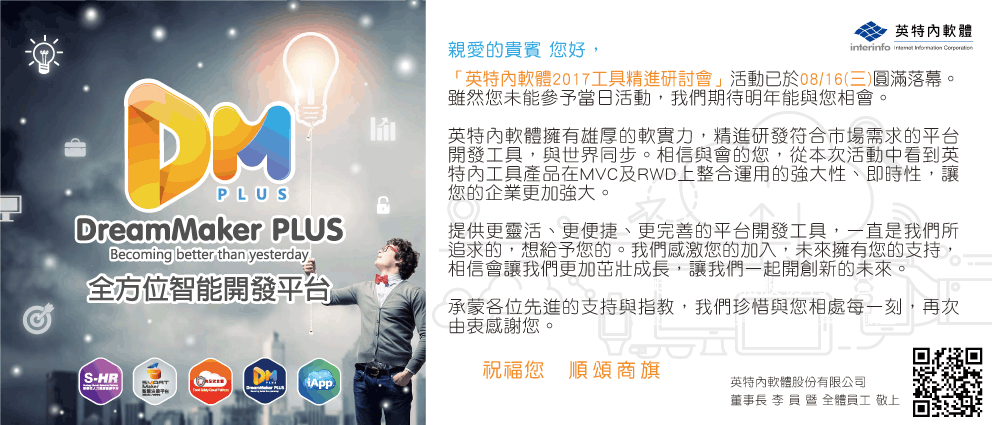 DM
PLUS
DreamMaker PLUS
Becoming better than yesterday
全方位智能開發平台
S-HR
SMART
Maker
DM
PLUS
DreamMaker PLUS
iApp
英特內軟體
interinfo Internet Information Corporation
親愛的貴賓 您好，
「英特內軟體2017工具精進研討會」活動已於08/16(三)圓滿落幕。
雖然您未能參予當日活動，我們期待明年能與您相會。
英特內軟體擁有雄厚的軟實力，精進研發符合市場需求的平台
開發工具，與世界同步。相信與會的您，從本次活動中看到英
特內工具產品在MVC及RWD上整合運用的強大性、即時性，讓
您的企業更加強大。
提供更靈活、更便捷、更完善的平台開發工具，一直是我們所
追求的，想給予您的。我們感激您的加入，未來擁有您的支持，
相信會讓我們更加茁壯成長，讓我們一起開創新的未來。
承蒙各位先進的支持與指教，我們珍惜與您相處每一刻，再次
由衷感謝您。
祝福您 順頌商旗
英特內軟體股份有限公司
董事長 李 員 暨 全體員工 敬上